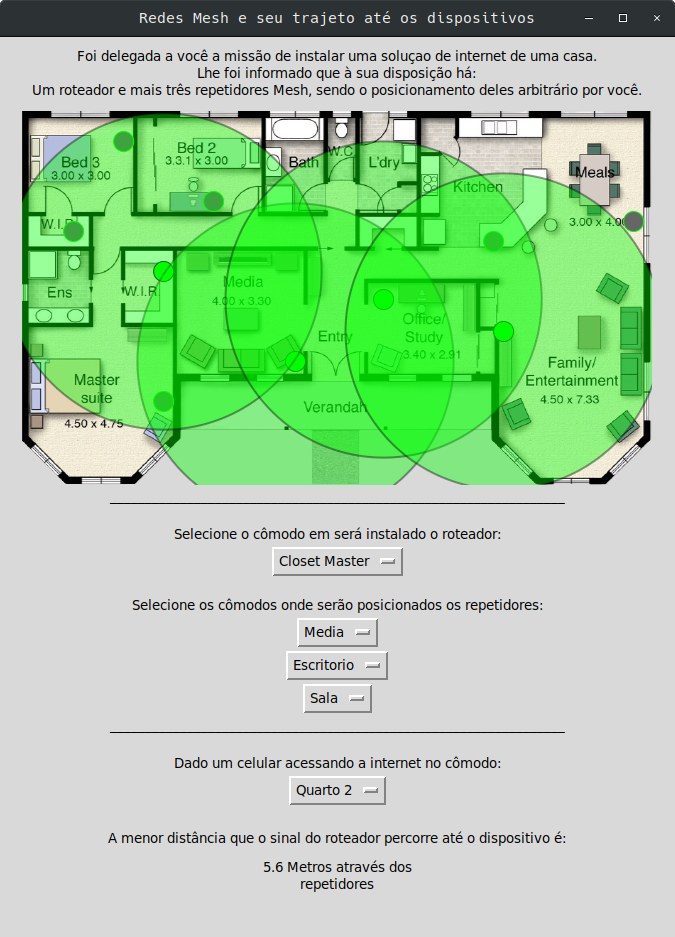 Redes Mesh e seu trajeto até os dispositivos
Foi delegada a você a missão de instalar uma soluçao de internet de uma casa.
Lhe foi informado que à sua disposição há:
Um roteador e mais três repetidores Mesh, sendo o posicionamento deles arbitrário por você.
Bed 3
3.00 x 3.00
Bed 2
3.3.1 x 3.00
Bath
W.C
L'dry
Kitchen
Meals
W.I.R
Ens
W.I.R.
Media
4.00 x 3.30
Entry
Office/
Study
3.40 x 2.91
Family/
Entertainment
4.50 x 7.33
Master
suite
4.50 x 4.75
Verandah
Selecione o cômodo em será instalado o roteador:
Closet Master
Selecione os cômodos onde serão posicionados os repetidores:
Media
Escritorio
Sala
Dado um celular acessando a internet no cômodo:
Quarto 2
A menor distância que o sinal do roteador percorre até o dispositivo é:
5.6 Metros através dos
repetidores